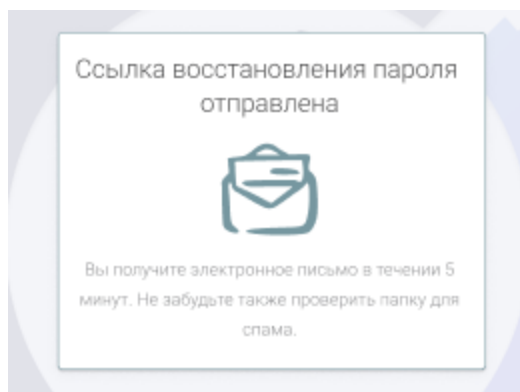 Ссылка восстановления пароля
отправлена
Вы получите электронное письмо в течении 5
минут. Не забудьте также проверить папку для
спама.